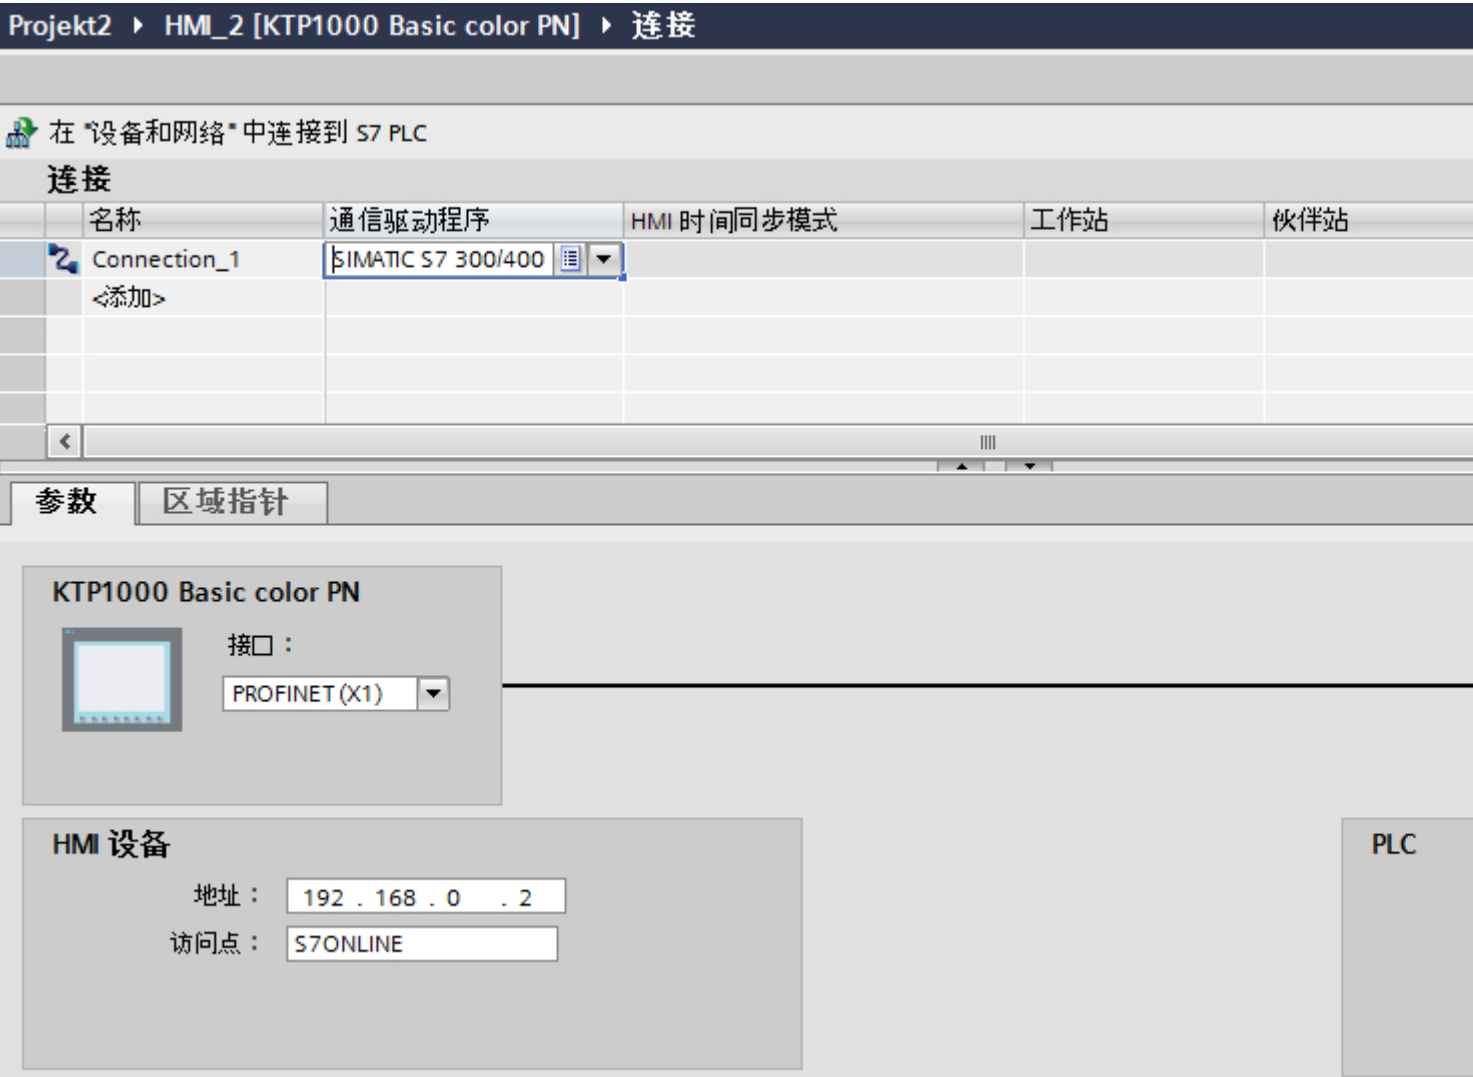 Projekt2 ▸ HMI_2 [KTP1000 Basic color PN] ▸ 连接
在 "设备和网络" 中连接到 S7 PLC
连接
名称 通信驱动程序 HMI 时间同步模式 工作站 伙伴站
Connection_1 SIMATIC S7 300/400
<添加>
参数 区域指针
KTP1000 Basic color PN
接口：
PROFINET (X1)
HMI 设备 PLC
地址： 192 . 168 . 0 . 2
访问点： S7ONLINE